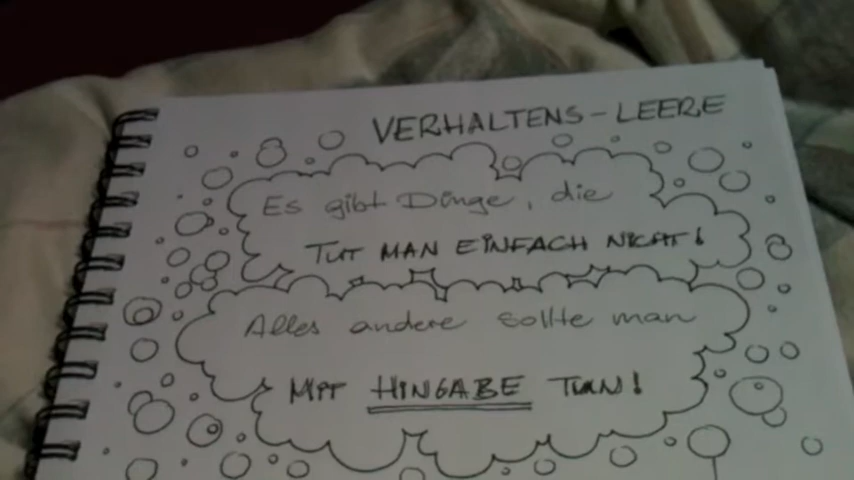 VERHALTENS-LEERE
Es gibt Dinge, die
TUT MAN EINFACH NICHT!
Alles andere sollte man
MIT HINGABE TUN!